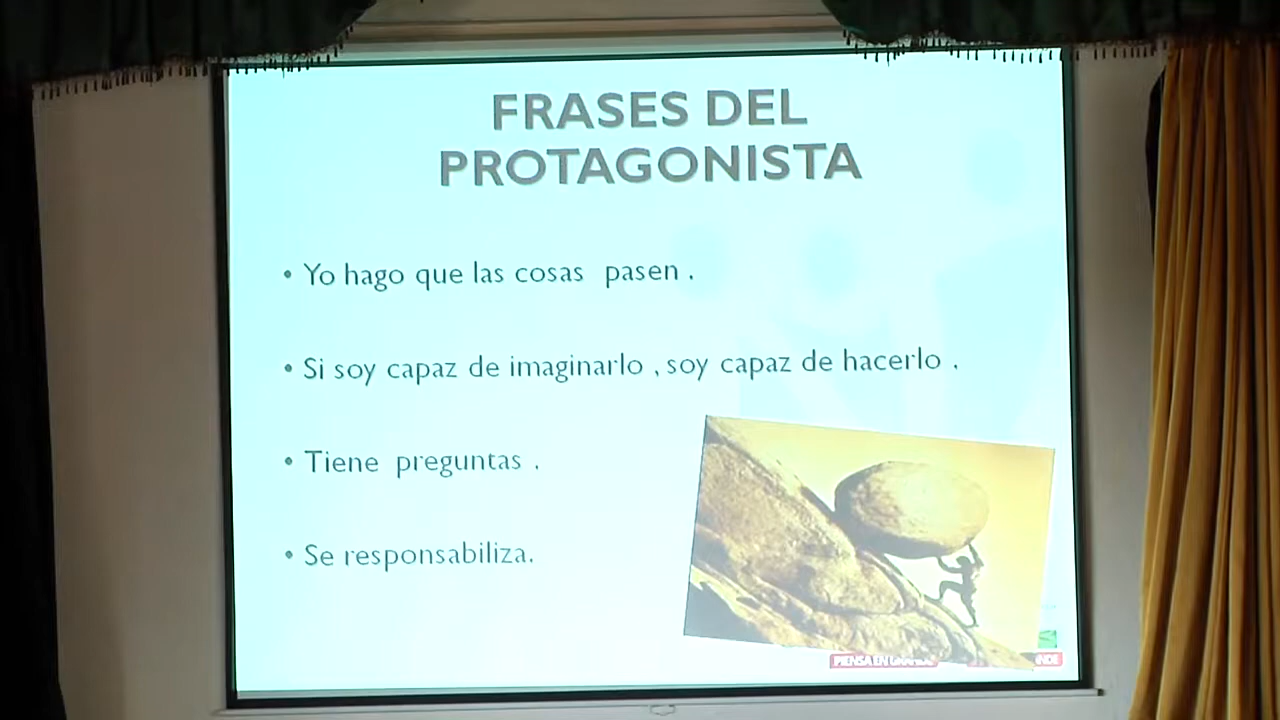 FRASES DEL
PROTAGONISTA
• Yo hago que las cosas pasen .
• Si soy capaz de imaginarlo , soy capaz de hacerlo .
• Tiene preguntas .
• Se responsabiliza.
PIENSA EN